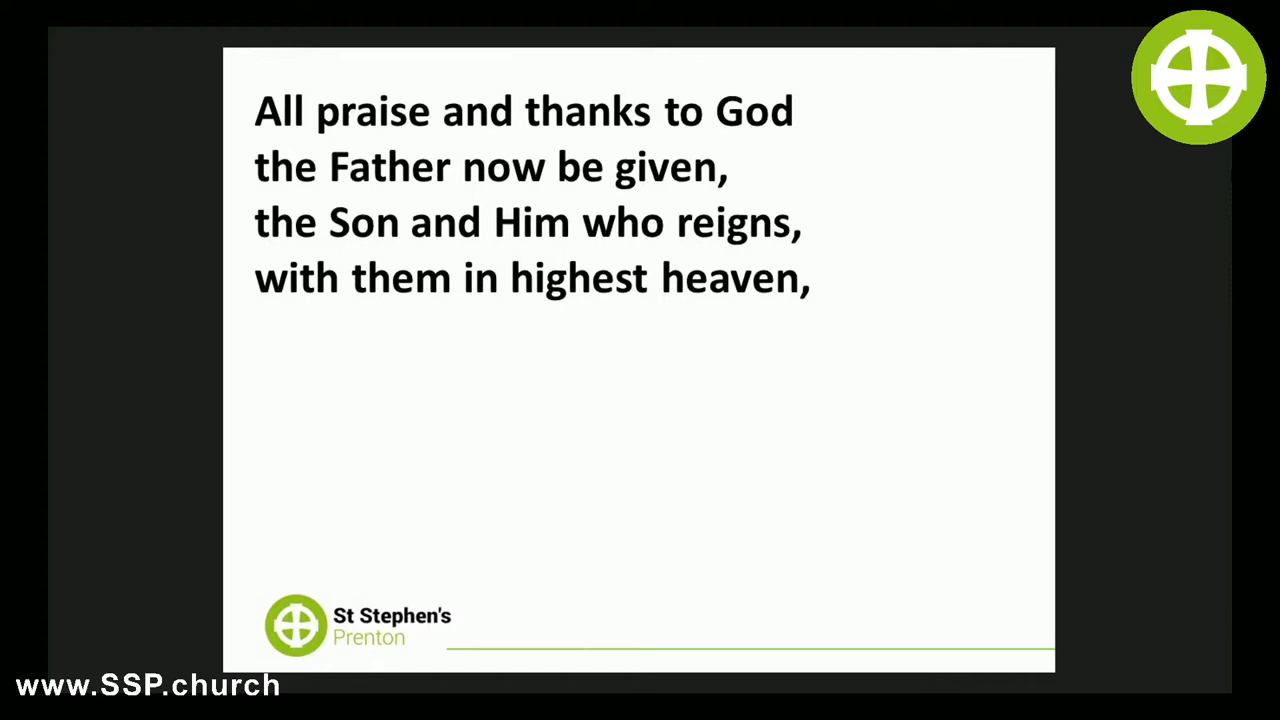 All praise and thanks to God
the Father now be given,
the Son and Him who reigns,
with them in highest heaven,
St Stephen's
Prenton
www.SSP.church